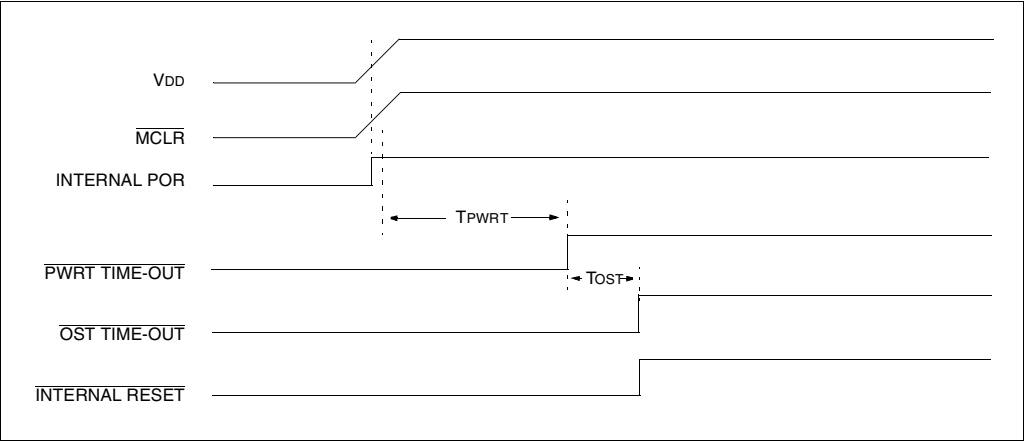 VDD
MCLR
INTERNAL POR
TPWRT
PWRT TIME-OUT
TOST
OST TIME-OUT
INTERNAL RESET